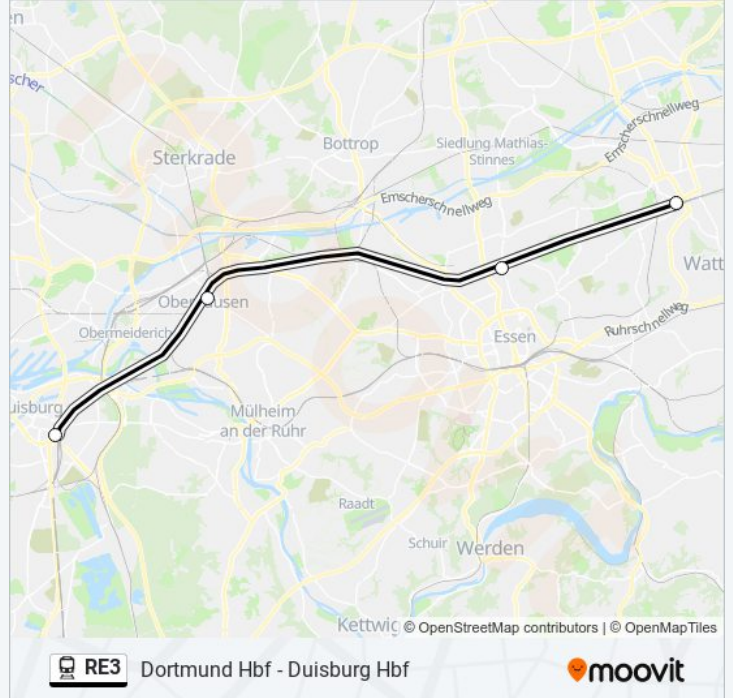 en
scher
Sterkrade
Bottrop
Siedlung Mathias-
Stinnes
Emscherschnellweg
Emscherschnellweg
Watt
Oberhausen
Obermeiderich
Ruhrschnellweg
Essen
uisburg
Mülheim
an der Ruhr
Raadt
Schuir
Werden
Kettwig
© OpenStreetMap contributors | © OpenMapTiles
RE3 Dortmund Hbf - Duisburg Hbf
moovit